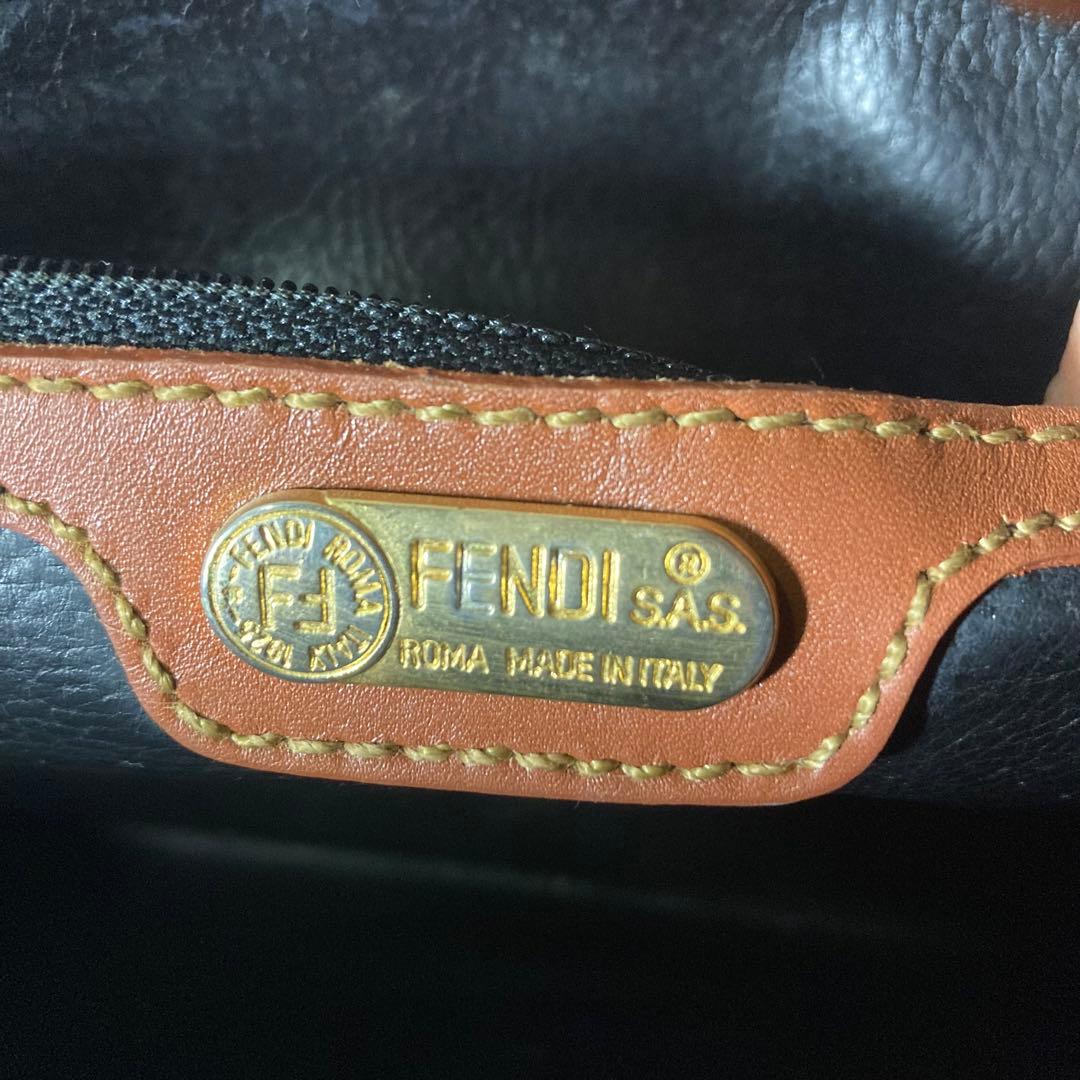 FENDI ROMA ITALY 1925
FF
FENDI ® S.A.S.
ROMA MADE IN ITALY